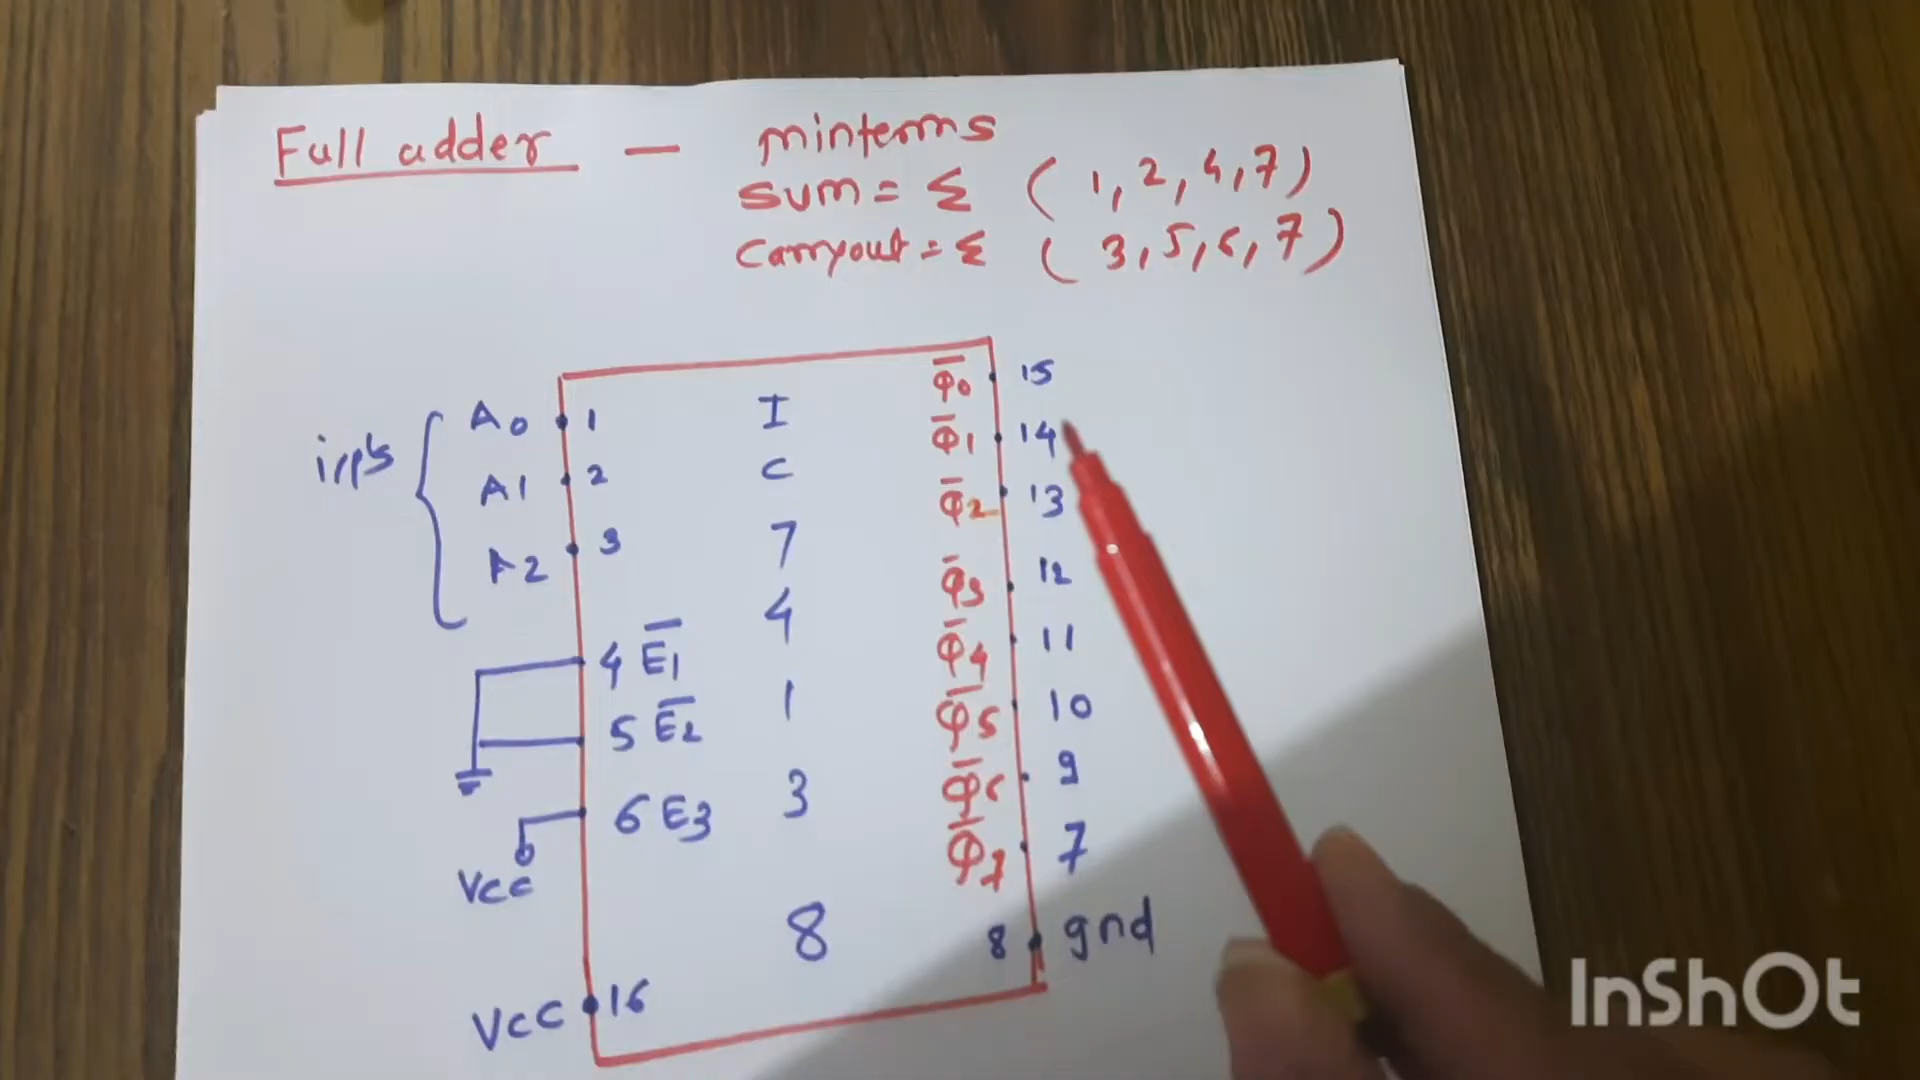 Full adder — minterms
sum = Σ ( 1, 2, 4, 7 )
Carryout = Σ ( 3, 5, 6, 7 )
I
C
7
4
1
3
8
A0 1
A1 2
A2 3
4 E̅1
5 E̅2
6 E3
Vcc
Vcc 16
Φ̅0 15
Φ̅1 14
Φ̅2 13
Φ̅3 12
Φ̅4 11
Φ̅5 10
Φ̅6 9
Φ̅7 7
8 gnd
InShOt